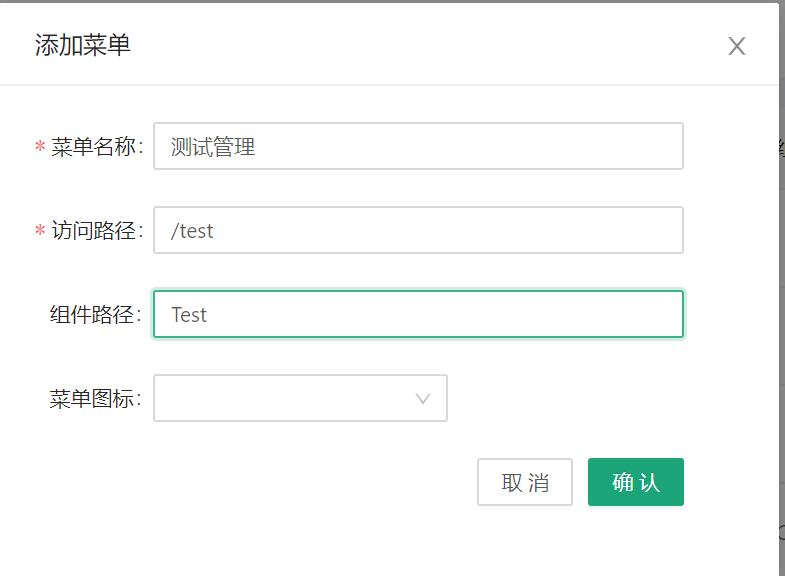 添加菜单
* 菜单名称: 测试管理
* 访问路径: /test
组件路径: Test
菜单图标:
取 消 确 认